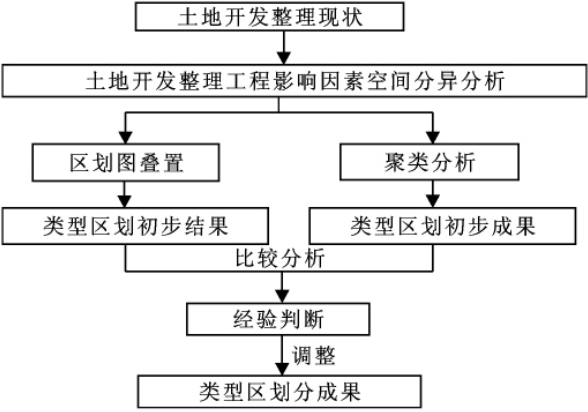 土地开发整理现状
土地开发整理工程影响因素空间分异分析
区划图叠置
聚类分析
类型区划初步结果
类型区划初步成果
比较分析
经验判断
调整
类型区划分成果